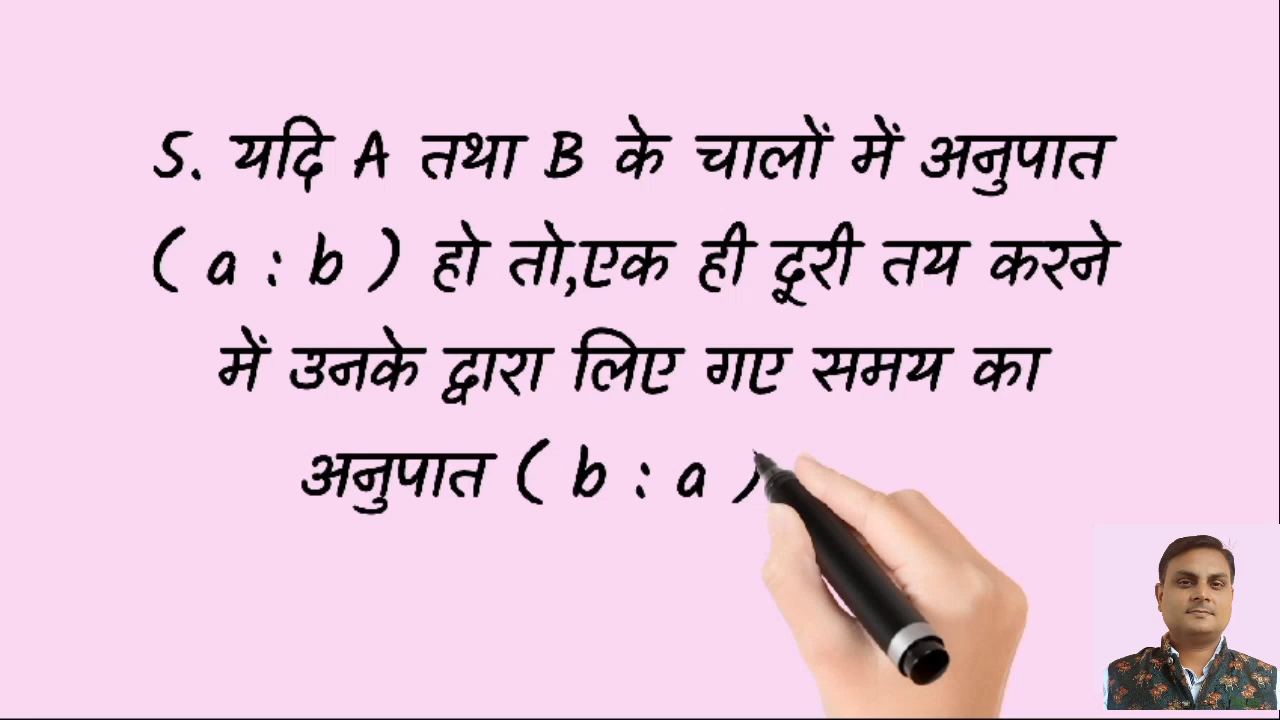 5. यदि A तथा B के चालों में अनुपात
( a : b ) हो तो,एक ही दूरी तय करने
में उनके द्वारा लिए गए समय का
अनुपात ( b : a )